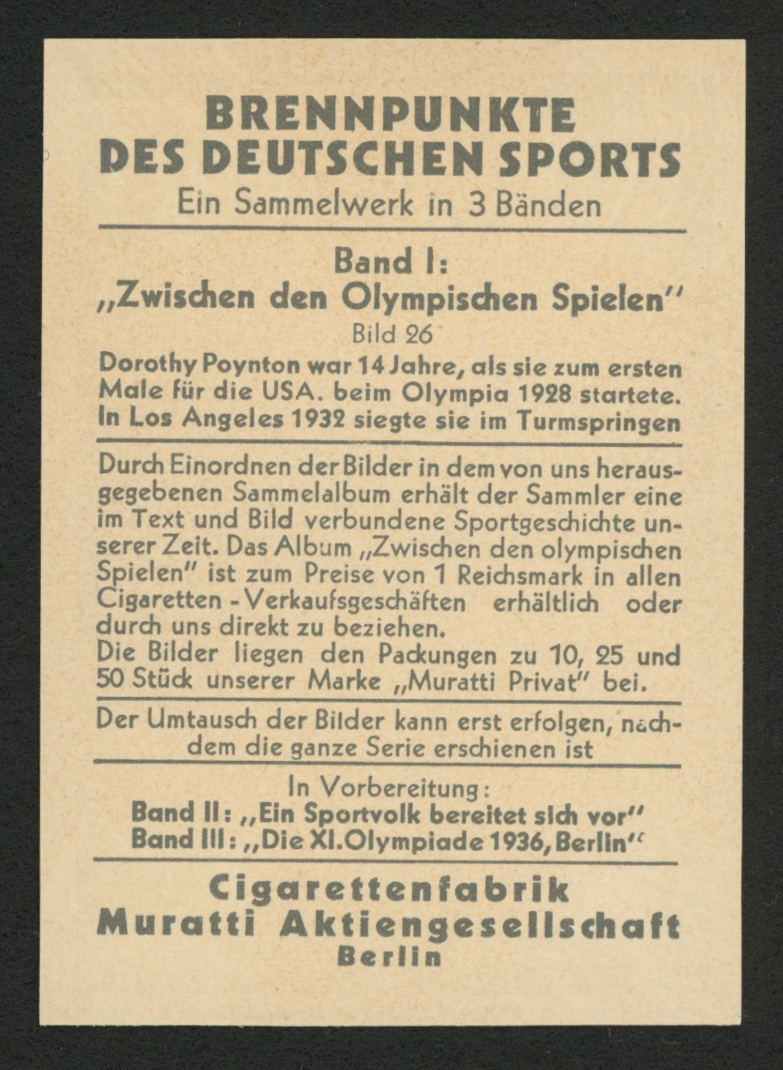 BRENNPUNKTE
DES DEUTSCHEN SPORTS
Ein Sammelwerk in 3 Bänden
Band I:
„Zwischen den Olympischen Spielen"
Bild 26
Dorothy Poynton war 14 Jahre, als sie zum ersten
Male für die USA. beim Olympia 1928 startete.
In Los Angeles 1932 siegte sie im Turmspringen
Durch Einordnen der Bilder in dem von uns heraus-
gegebenen Sammelalbum erhält der Sammler eine
im Text und Bild verbundene Sportgeschichte un-
serer Zeit. Das Album „Zwischen den olympischen
Spielen" ist zum Preise von 1 Reichsmark in allen
Cigaretten - Verkaufsgeschäften erhältlich oder
durch uns direkt zu beziehen.
Die Bilder liegen den Packungen zu 10, 25 und
50 Stück unserer Marke „Muratti Privat" bei.
Der Umtausch der Bilder kann erst erfolgen, nach-
dem die ganze Serie erschienen ist
In Vorbereitung:
Band II: „Ein Sportvolk bereitet sich vor"
Band III: „Die XI. Olympiade 1936, Berlin"
Cigarettenfabrik
Muratti Aktiengesellschaft
Berlin